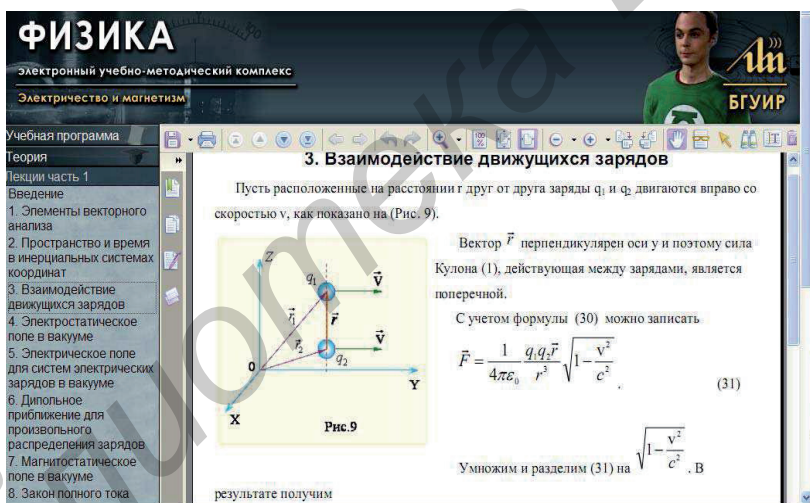 ФИЗИКА
электронный учебно-методический комплекс
Электричество и магнетизм
БГУИР
Учебная программа
Теория
Лекции часть 1
Введение
1. Элементы векторного
анализа
2. Пространство и время
в инерциальных системах
координат
3. Взаимодействие
движущихся зарядов
4. Электростатическое
поле в вакууме
5. Электрическое поле
для систем электрических
зарядов в вакууме
6. Дипольное
приближение для
произвольного
распределения зарядов
7. Магнитостатическое
поле в вакууме
8. Закон полного тока
3. Взаимодействие движущихся зарядов
Пусть расположенные на расстоянии r друг от друга заряды q₁ и q₂ двигаются вправо со
скоростью v, как показано на (Рис. 9).
Z
q₁
v⃗
r⃗₁
r⃗
r⃗₂
v⃗
q₂
0
Y
X
Рис.9
Вектор r⃗ перпендикулярен оси y и поэтому сила
Кулона (1), действующая между зарядами, является
поперечной.
С учетом формулы (30) можно записать
F⃗ = 1/(4πε₀) q₁q₂r⃗/r³ √(1 − v²/c²) . (31)
Умножим и разделим (31) на √(1 − v²/c²) . В
результате получим